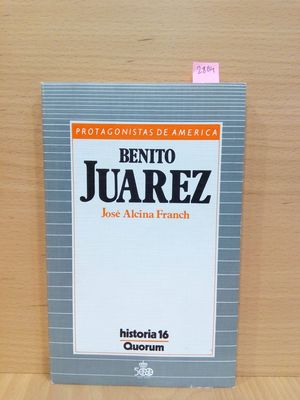 2804
PROTAGONISTAS DE AMERICA
BENITO
JUAREZ
José Alcina Franch
historia 16
Quorum